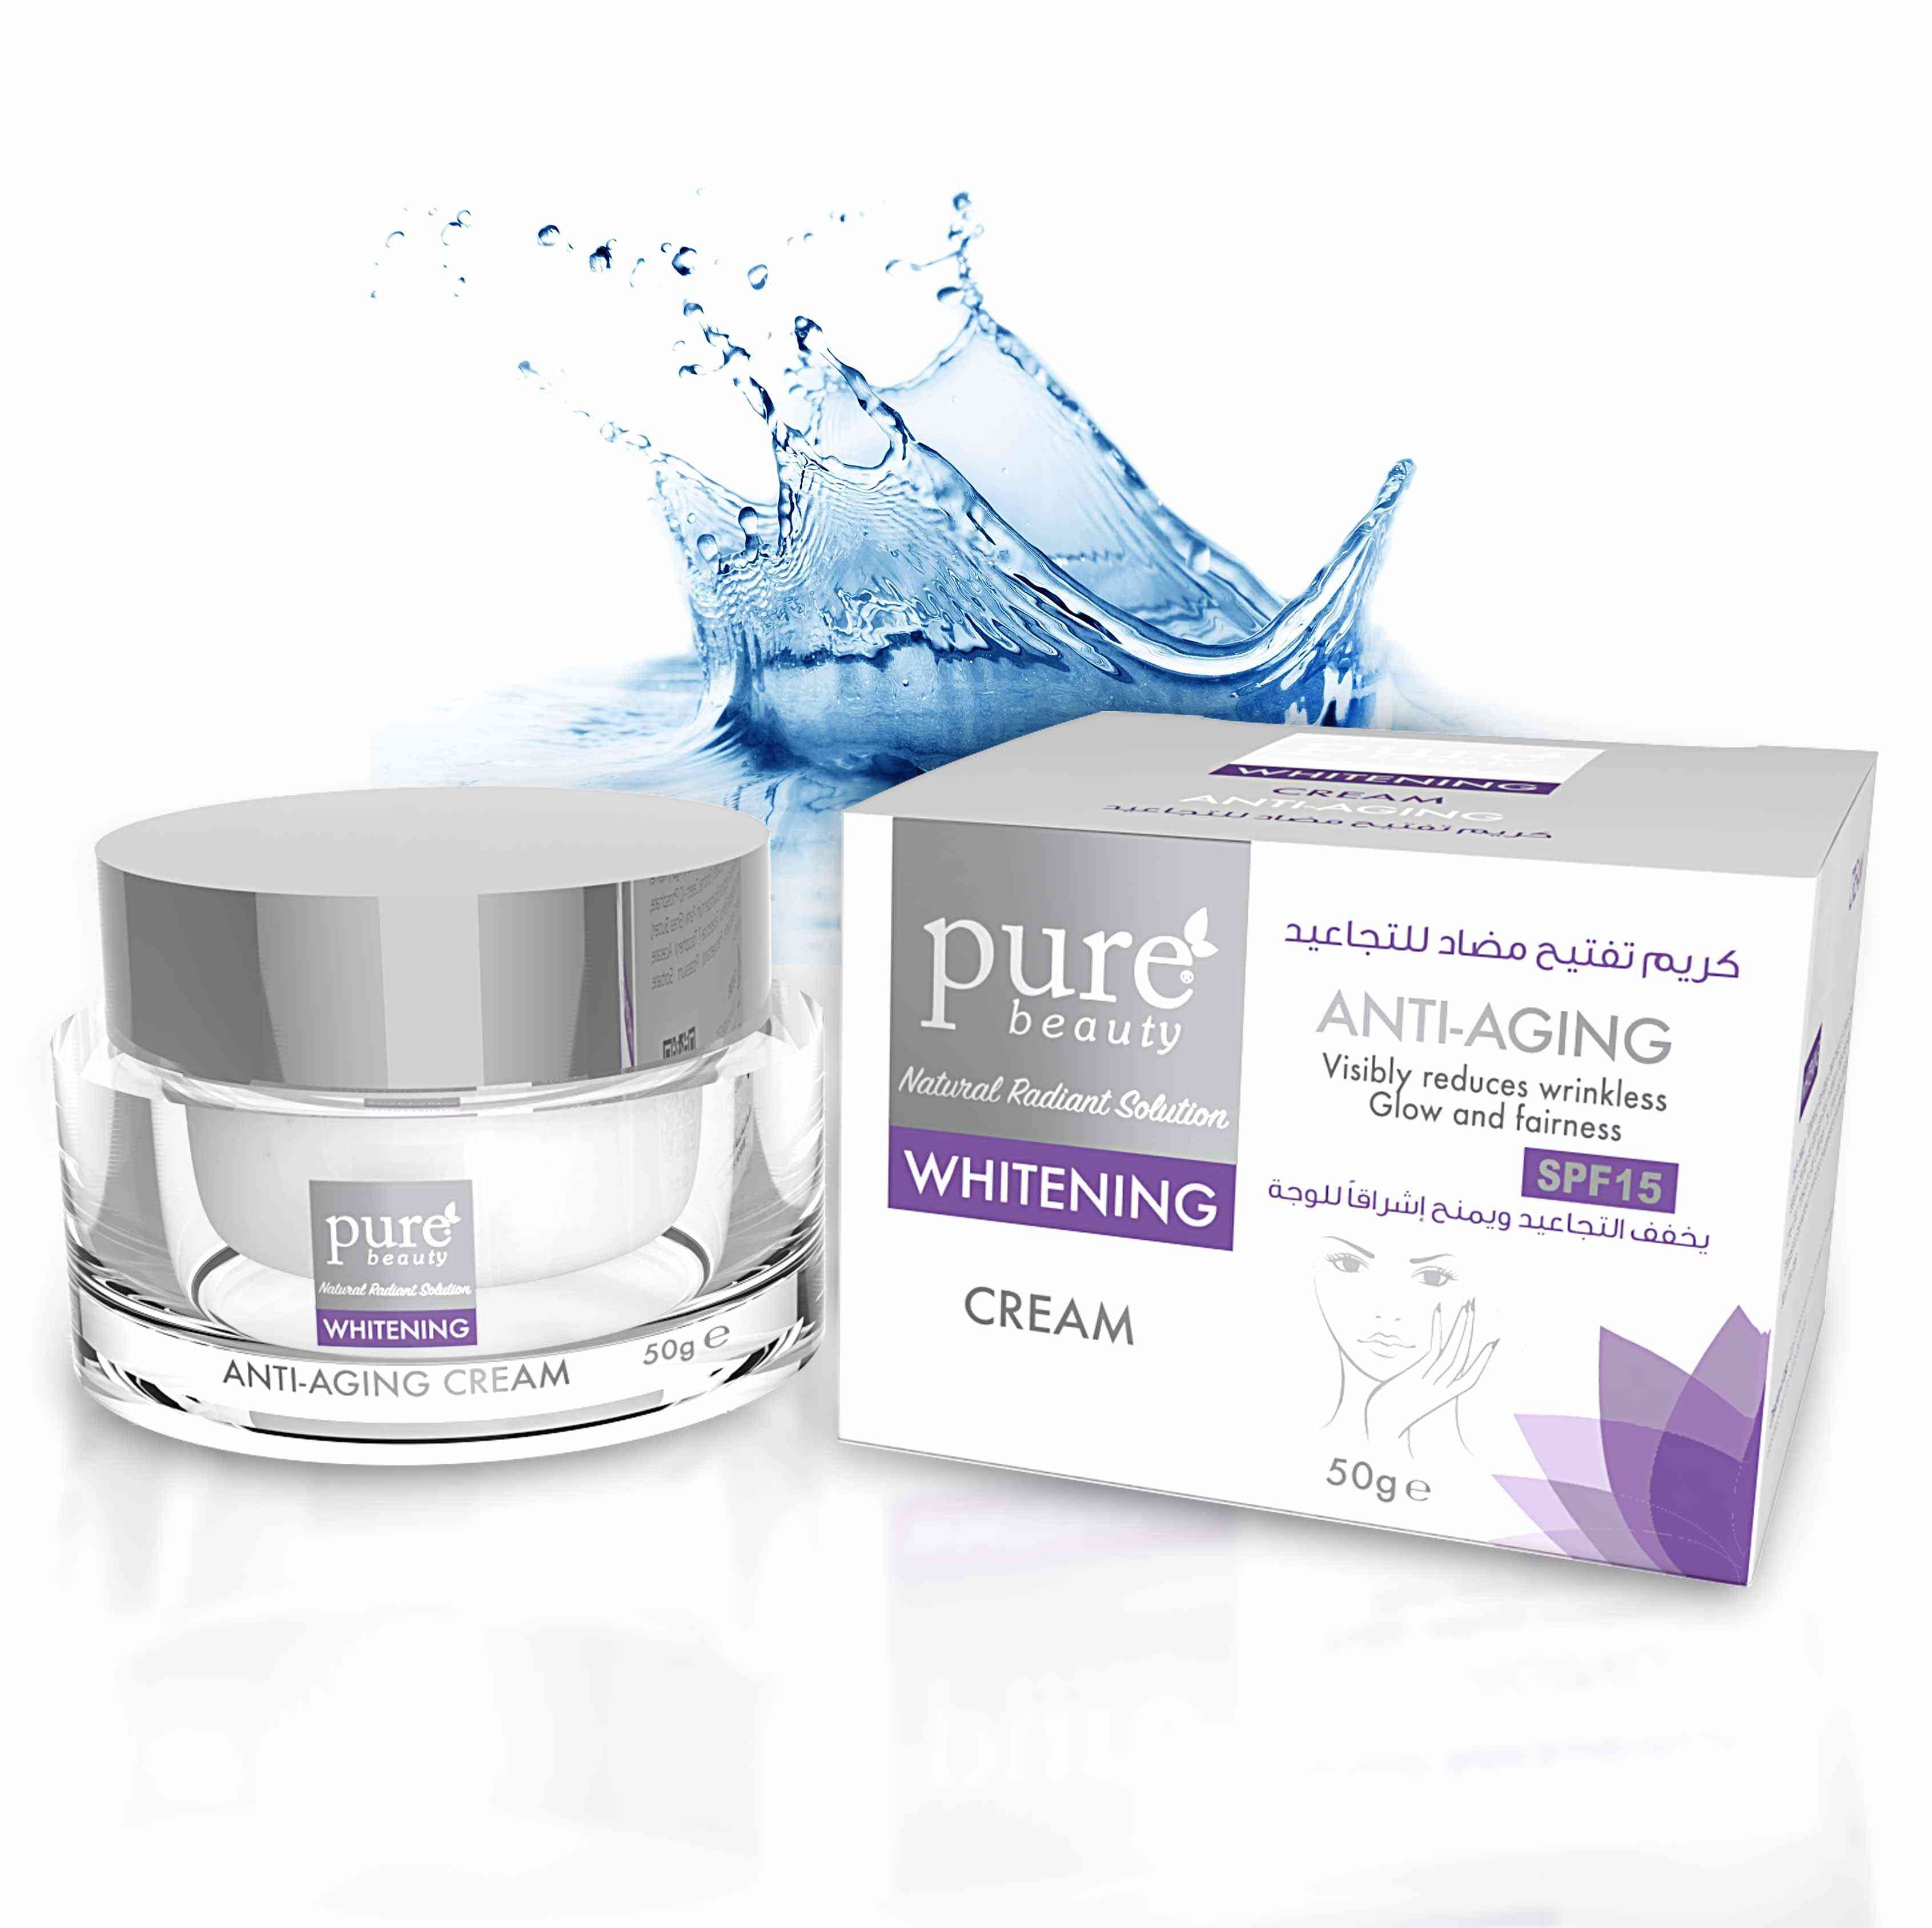 WHITENING
CREAM
ANTI-AGING
كريم تفتيح مضاد للتجاعيد
pure®
beauty
Natural Radiant Solution
WHITENING
CREAM
كريم تفتيح مضاد للتجاعيد
ANTI-AGING
Visibly reduces wrinkless
Glow and fairness
SPF15
يخفف التجاعيد ويمنح إشراقاً للوجة
50g e
pure
beauty
Natural Radiant Solution
WHITENING
ANTI-AGING CREAM
50g e